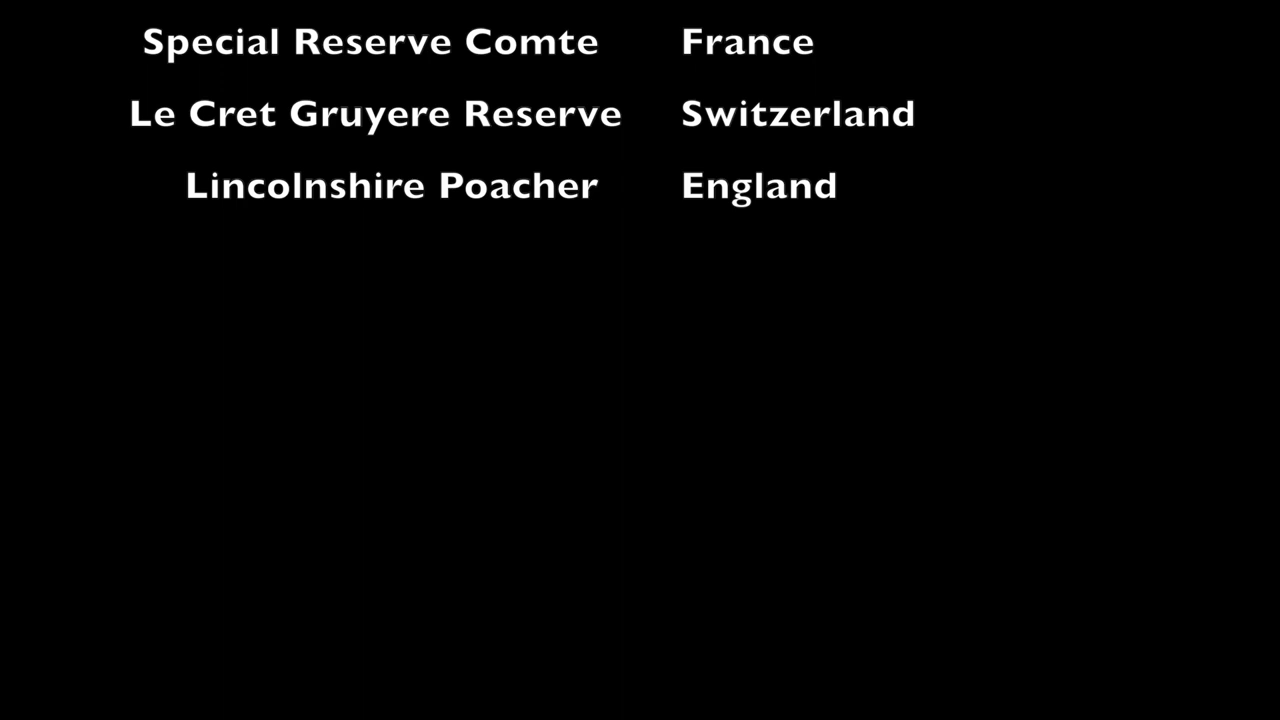 Special Reserve Comte France
Le Cret Gruyere Reserve Switzerland
Lincolnshire Poacher England